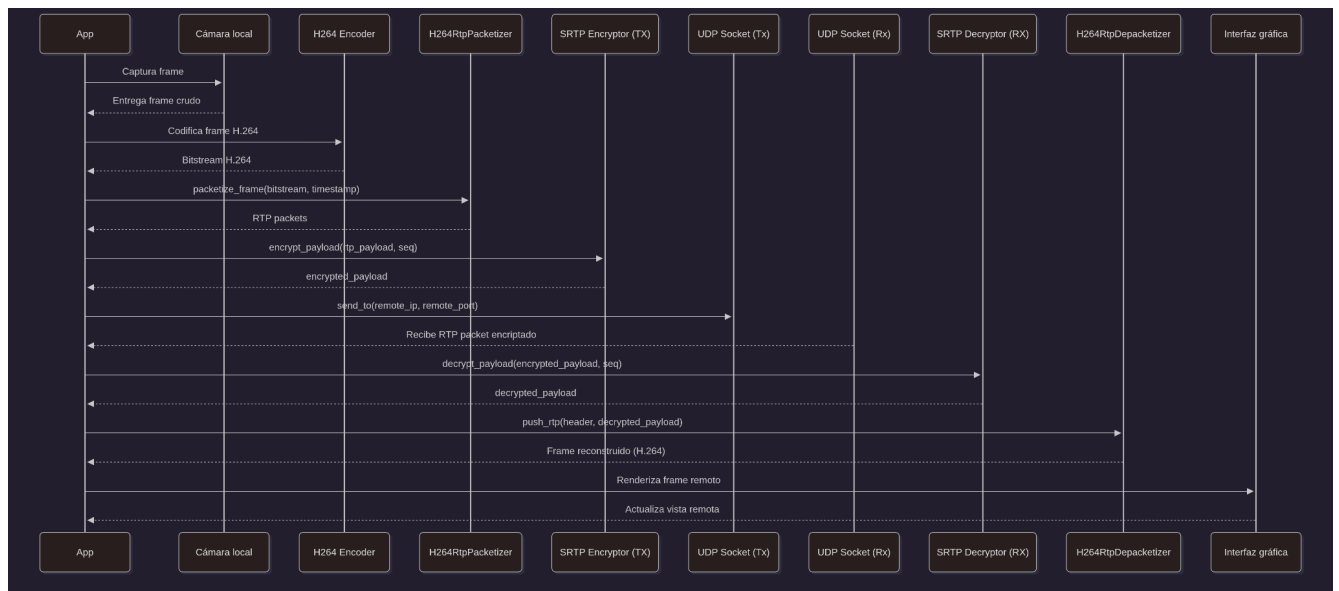 App
Cámara local
H264 Encoder
H264RtpPacketizer
SRTP Encryptor (TX)
UDP Socket (Tx)
UDP Socket (Rx)
SRTP Decryptor (RX)
H264RtpDepacketizer
Interfaz gráfica
Captura frame
Entrega frame crudo
Codifica frame H.264
Bitstream H.264
packetize_frame(bitstream, timestamp)
RTP packets
encrypt_payload(rtp_payload, seq)
encrypted_payload
send_to(remote_ip, remote_port)
Recibe RTP packet encriptado
decrypt_payload(encrypted_payload, seq)
decrypted_payload
push_rtp(header, decrypted_payload)
Frame reconstruido (H.264)
Renderiza frame remoto
Actualiza vista remota
App
Cámara local
H264 Encoder
H264RtpPacketizer
SRTP Encryptor (TX)
UDP Socket (Tx)
UDP Socket (Rx)
SRTP Decryptor (RX)
H264RtpDepacketizer
Interfaz gráfica